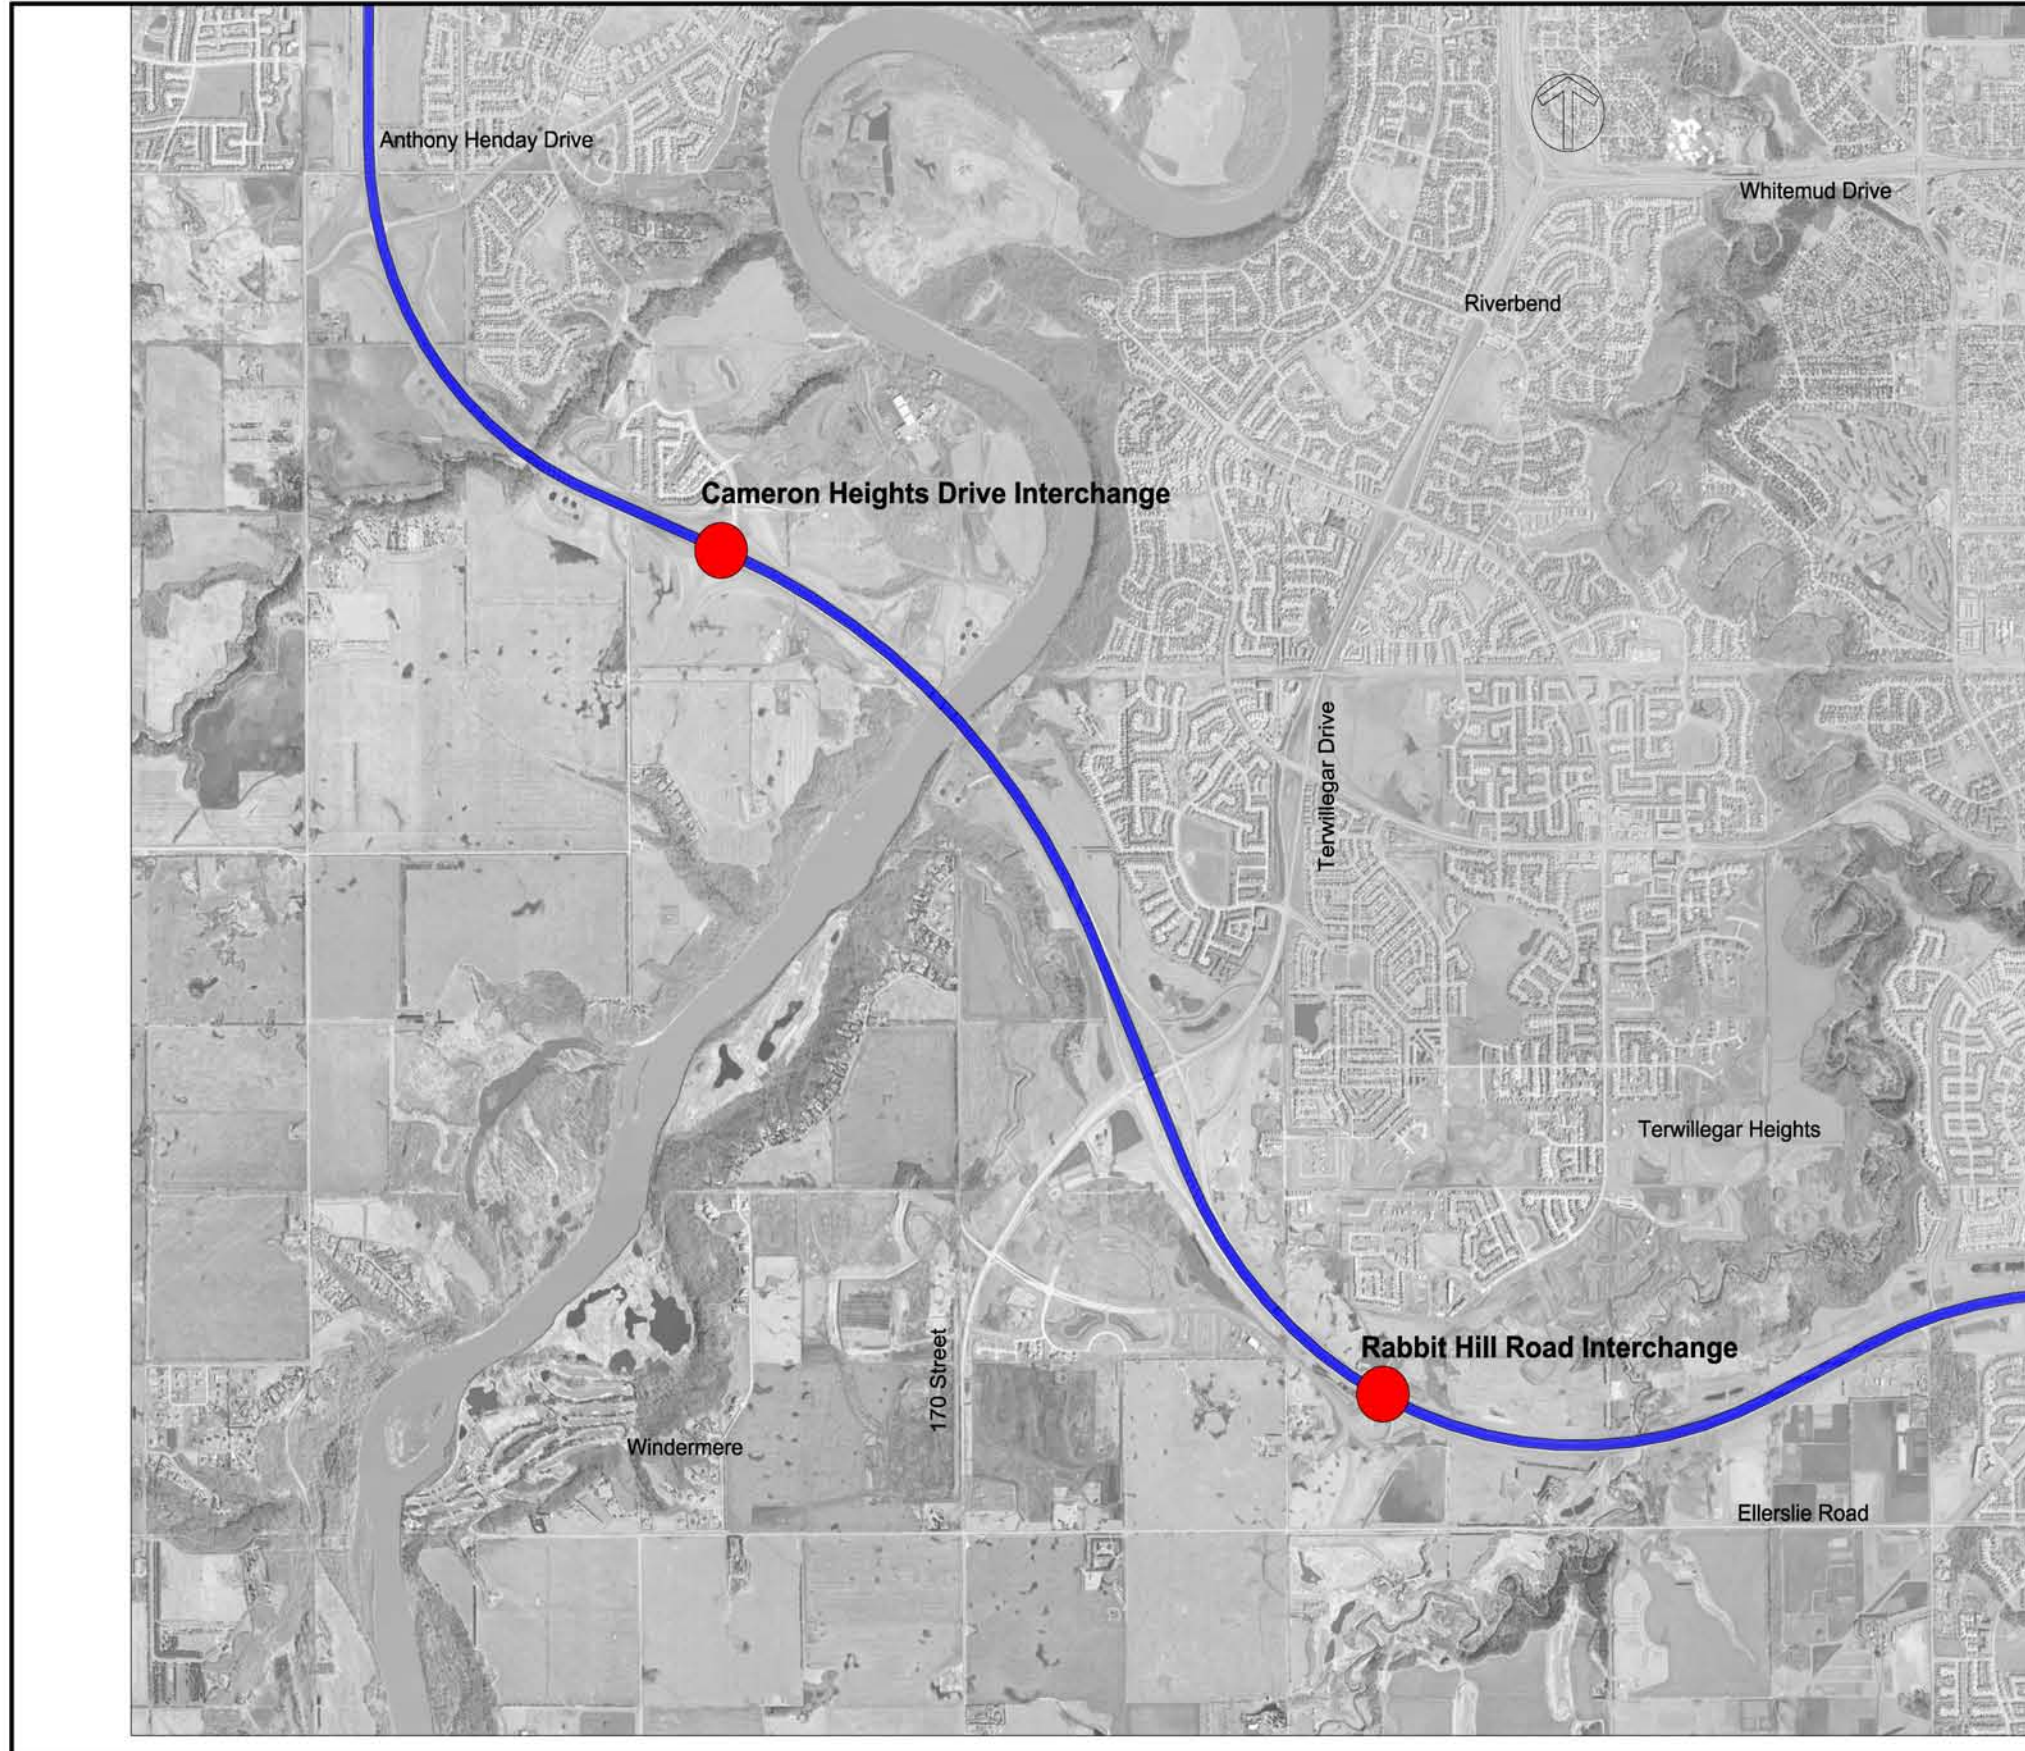 Anthony Henday Drive
Whitemud Drive
Riverbend
Cameron Heights Drive Interchange
Terwillegar Drive
Terwillegar Heights
Rabbit Hill Road Interchange
170 Street
Windermere
Ellerslie Road